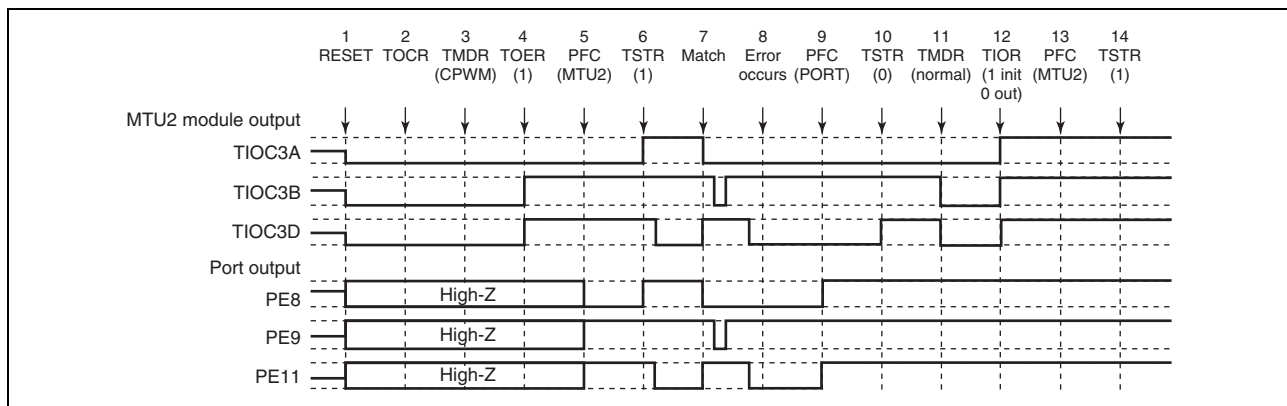 1 2 3 4 5 6 7 8 9 10 11 12 13 14
RESET TOCR TMDR TOER PFC TSTR Match Error PFC TSTR TMDR TIOR PFC TSTR
(CPWM) (1) (MTU2) (1) occurs (PORT) (0) (normal) (1 init (MTU2) (1)
0 out)
MTU2 module output
TIOC3A
TIOC3B
TIOC3D
Port output
PE8 High-Z
PE9 High-Z
PE11 High-Z